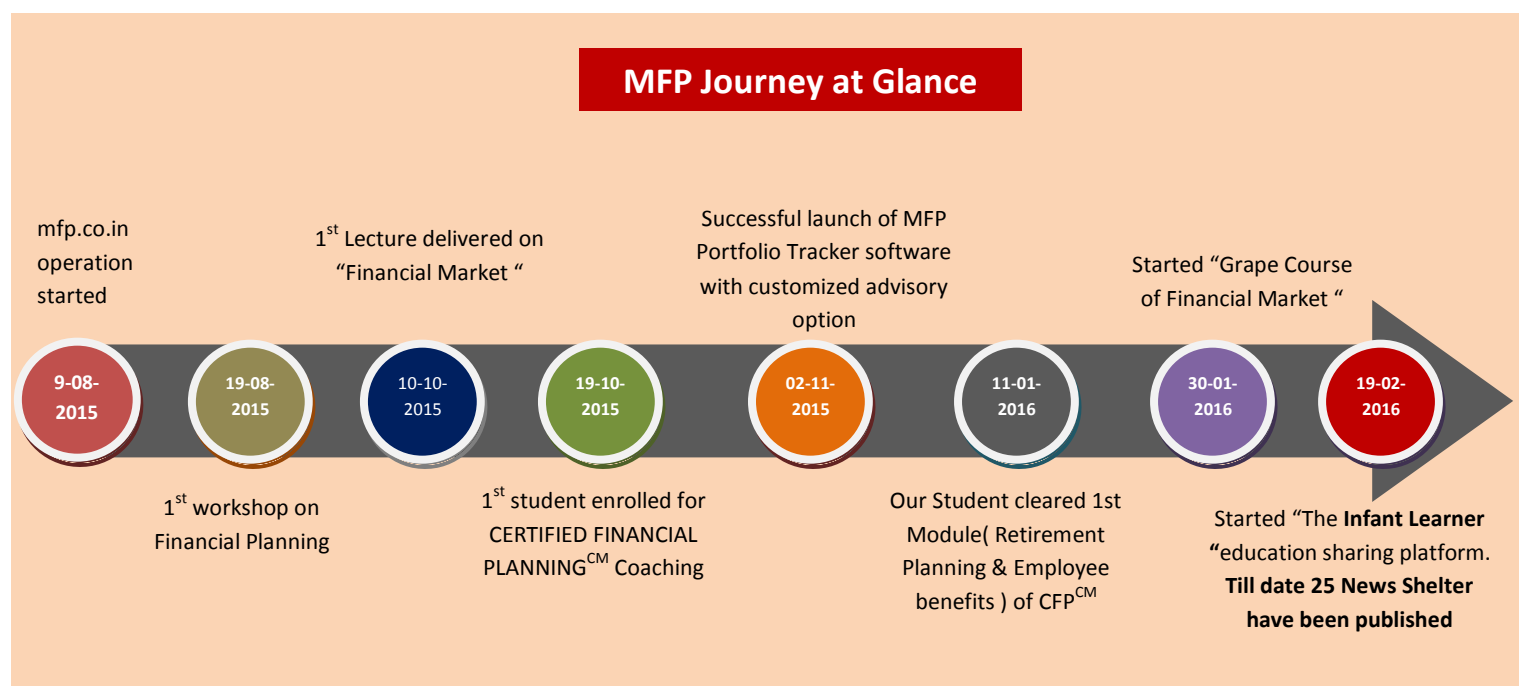 MFP Journey at Glance
mfp.co.in
operation
started
1st Lecture delivered on
“Financial Market “
Successful launch of MFP
Portfolio Tracker software
with customized advisory
option
Started “Grape Course
of Financial Market “
9-08-
2015
19-08-
2015
10-10-
2015
19-10-
2015
02-11-
2015
11-01-
2016
30-01-
2016
19-02-
2016
1st workshop on
Financial Planning
1st student enrolled for
CERTIFIED FINANCIAL
PLANNINGCM Coaching
Our Student cleared 1st
Module( Retirement
Planning & Employee
benefits ) of CFPCM
Started “The Infant Learner
“education sharing platform.
Till date 25 News Shelter
have been published